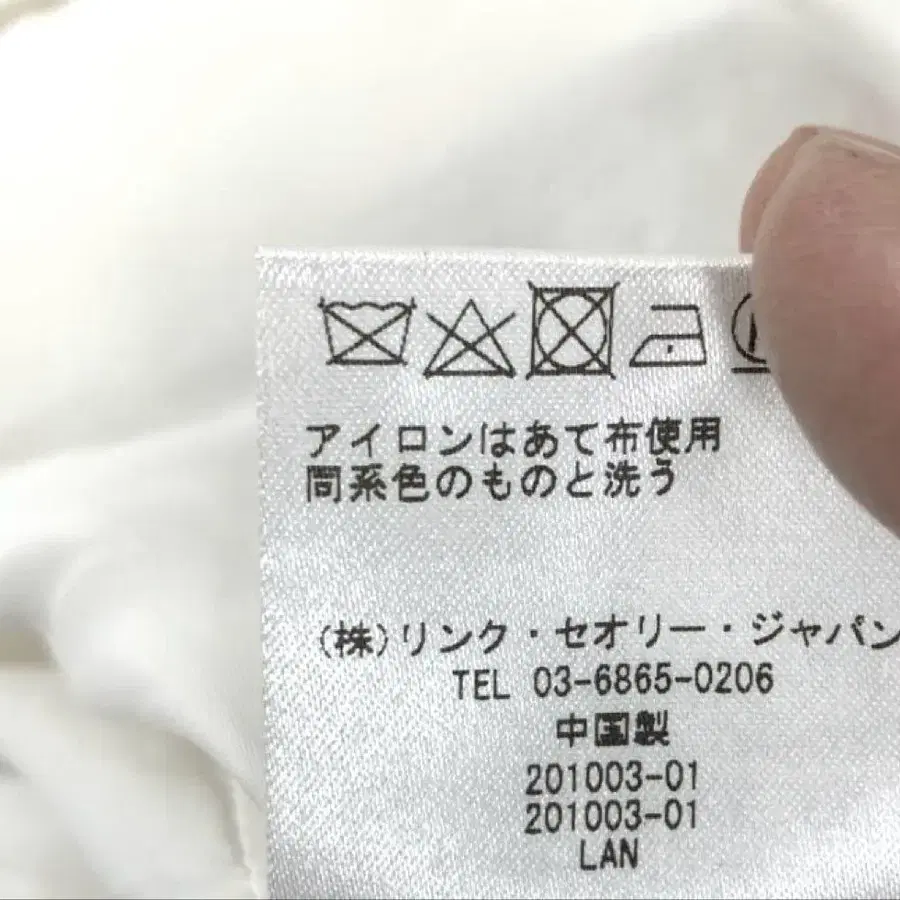 アイロンはあて布使用
同系色のものと洗う
(株)リンク・セオリー・ジャパン
TEL 03-6865-0206
中国製
201003-01
201003-01
LAN